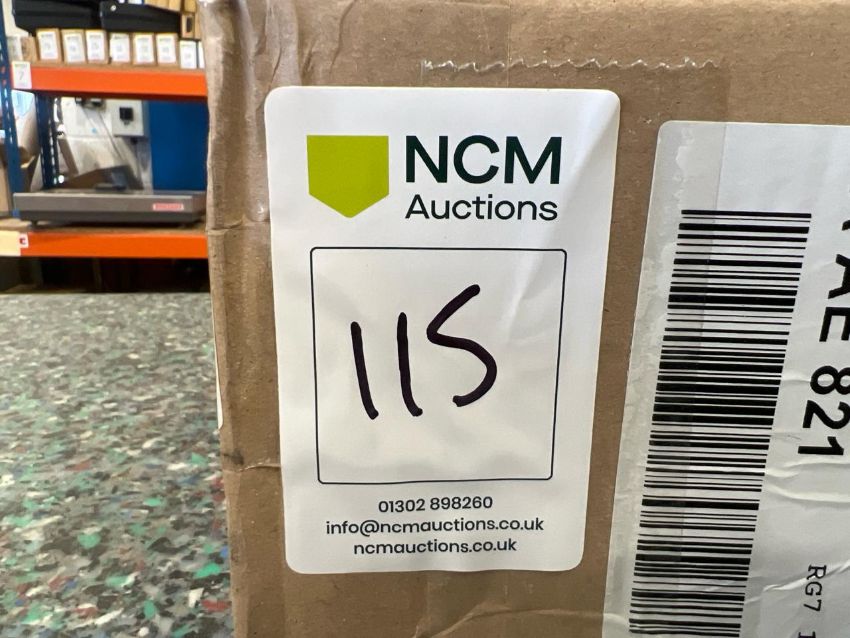 NCM
Auctions
115
01302 898260
info@ncmauctions.co.uk
ncmauctions.co.uk
AE 821
RG7